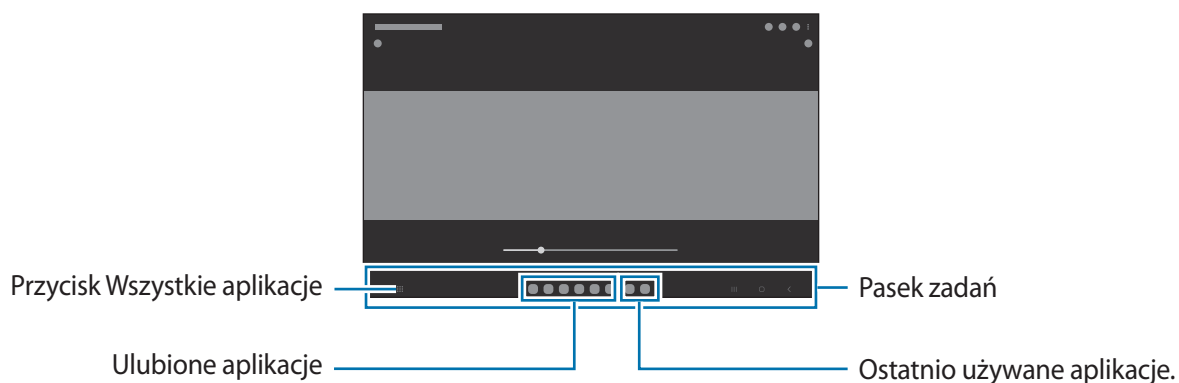 Przycisk Wszystkie aplikacje
Pasek zadań
Ulubione aplikacje
Ostatnio używane aplikacje.